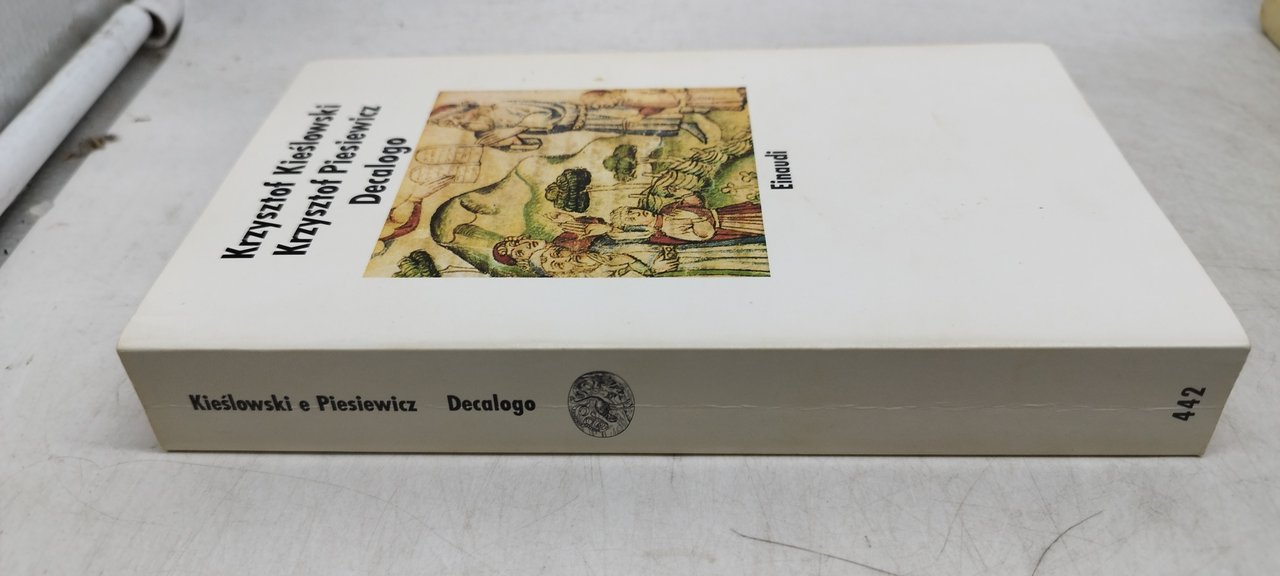 Krzysztof Kieślowski
Krzysztof Piesiewicz
Decalogo
Einaudi
Kieślowski e Piesiewicz Decalogo
442